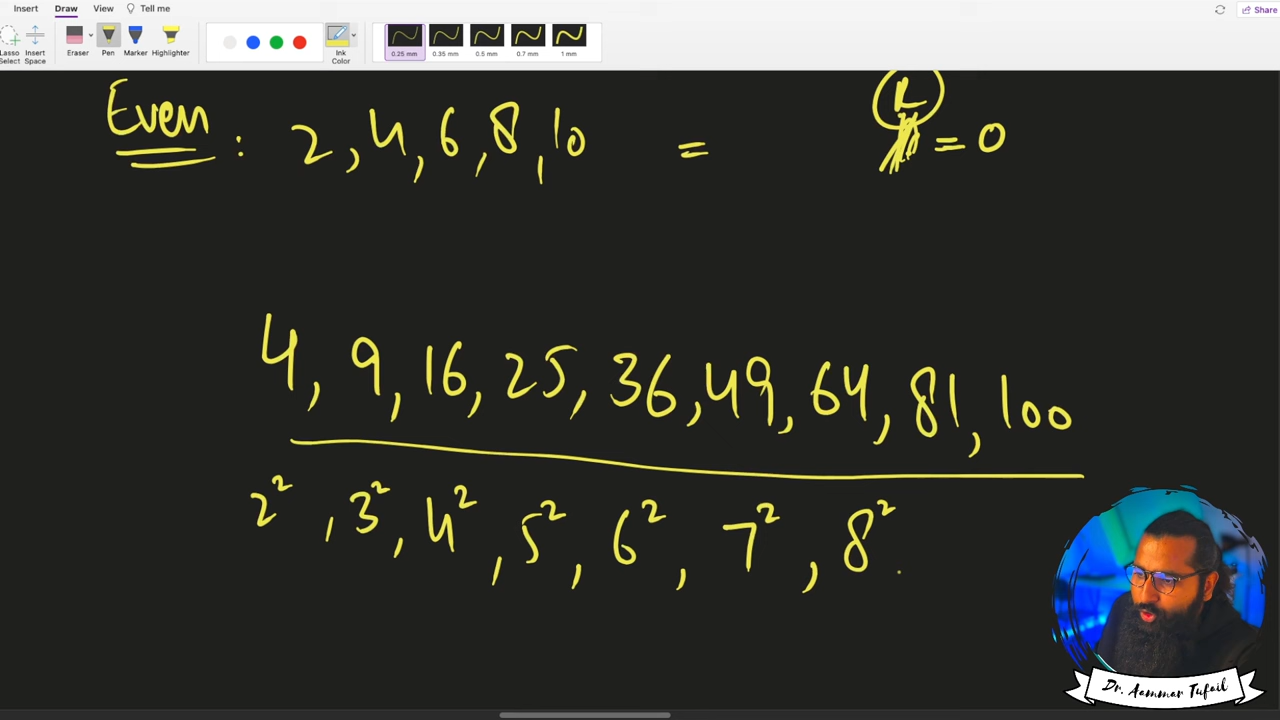 Insert Draw View Tell me
Share
Lasso Select
Insert Space
Eraser
Pen
Marker
Highlighter
Ink Color
0.25 mm
0.35 mm
0.5 mm
0.7 mm
1 mm
Even : 2, 4, 6, 8, 10 = = 0
4, 9, 16, 25, 36, 49, 64, 81, 100
2², 3², 4², 5², 6², 7², 8²
Dr. Aammar Tufail